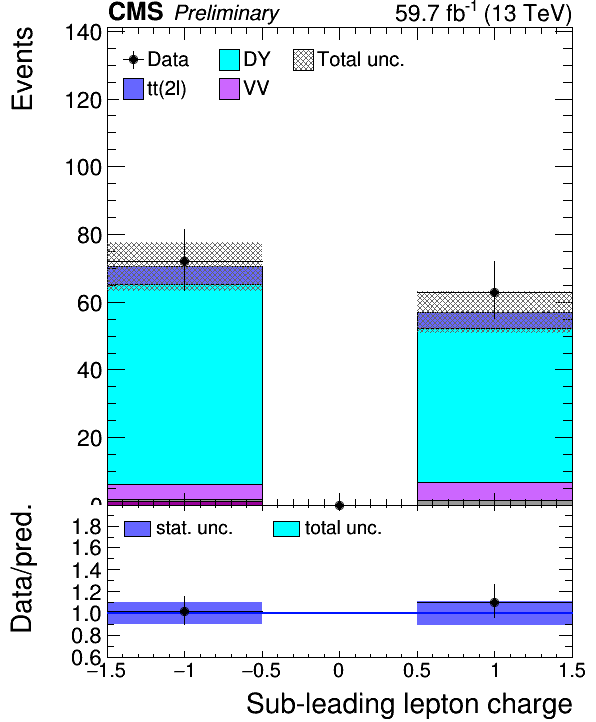 CMS Preliminary 59.7 fb⁻¹ (13 TeV)
Events
140
120
100
80
60
40
20
0
Data DY Total unc.
tt(2l) VV
Data/pred.
1.8
1.6
1.4
1.2
1.0
0.8
0.6
stat. unc. total unc.
−1.5 −1 −0.5 0 0.5 1 1.5
Sub-leading lepton charge